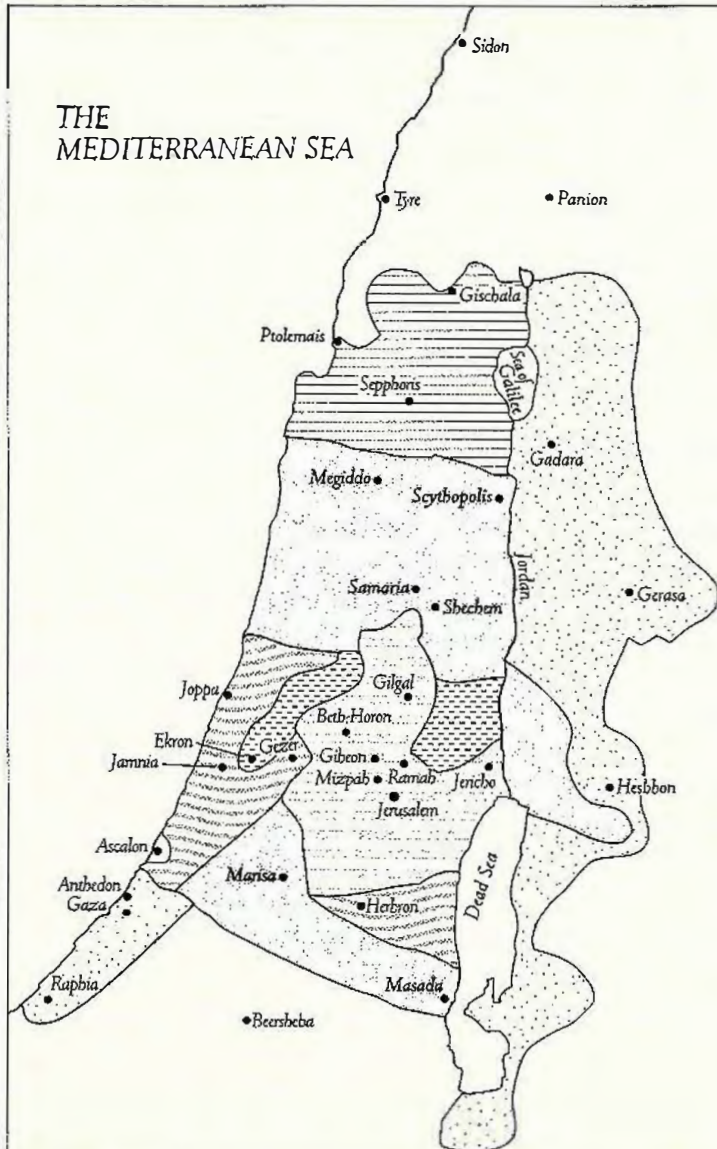 Sidon
THE
MEDITERRANEAN SEA
Tyre
Panion
Gischala
Ptolemais
Sea of
Galilee
Sepphoris
Gadara
Megiddo
Scythopolis
Jordan
Samaria
Gerasa
Shechem
Joppa
Gilgal
Beth-Horon
Ekron
Gezer
Gibeon
Jamnia
Mizpah
Ramah
Jericho
Heshbon
Jerusalem
Ascalon
Marisa
Anthedon
Gaza
Hebron
Dead Sea
Raphia
Masada
Beersheba